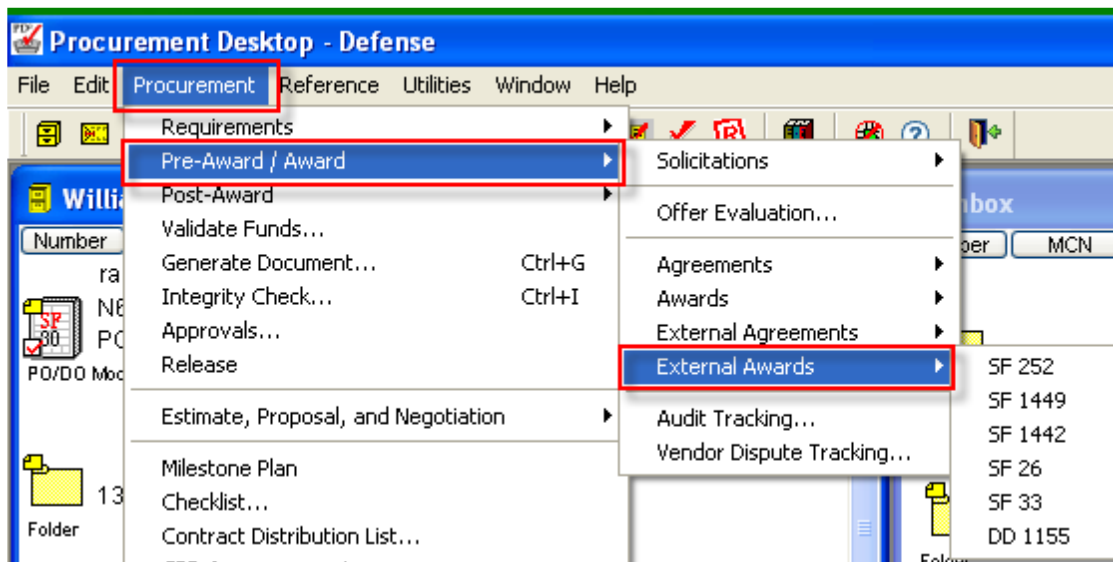 Procurement Desktop - Defense
File Edit Procurement Reference Utilities Window Help
Requirements
Pre-Award / Award
Post-Award
Validate Funds...
Generate Document... Ctrl+G
Integrity Check... Ctrl+I
Approvals...
Release
Estimate, Proposal, and Negotiation
Milestone Plan
Checklist...
Contract Distribution List...
Solicitations
Offer Evaluation...
Agreements
Awards
External Agreements
External Awards
Audit Tracking...
Vendor Dispute Tracking...
SF 252
SF 1449
SF 1442
SF 26
SF 33
DD 1155
Number
SF
30
PO/DO Mod
13
Folder
MCN